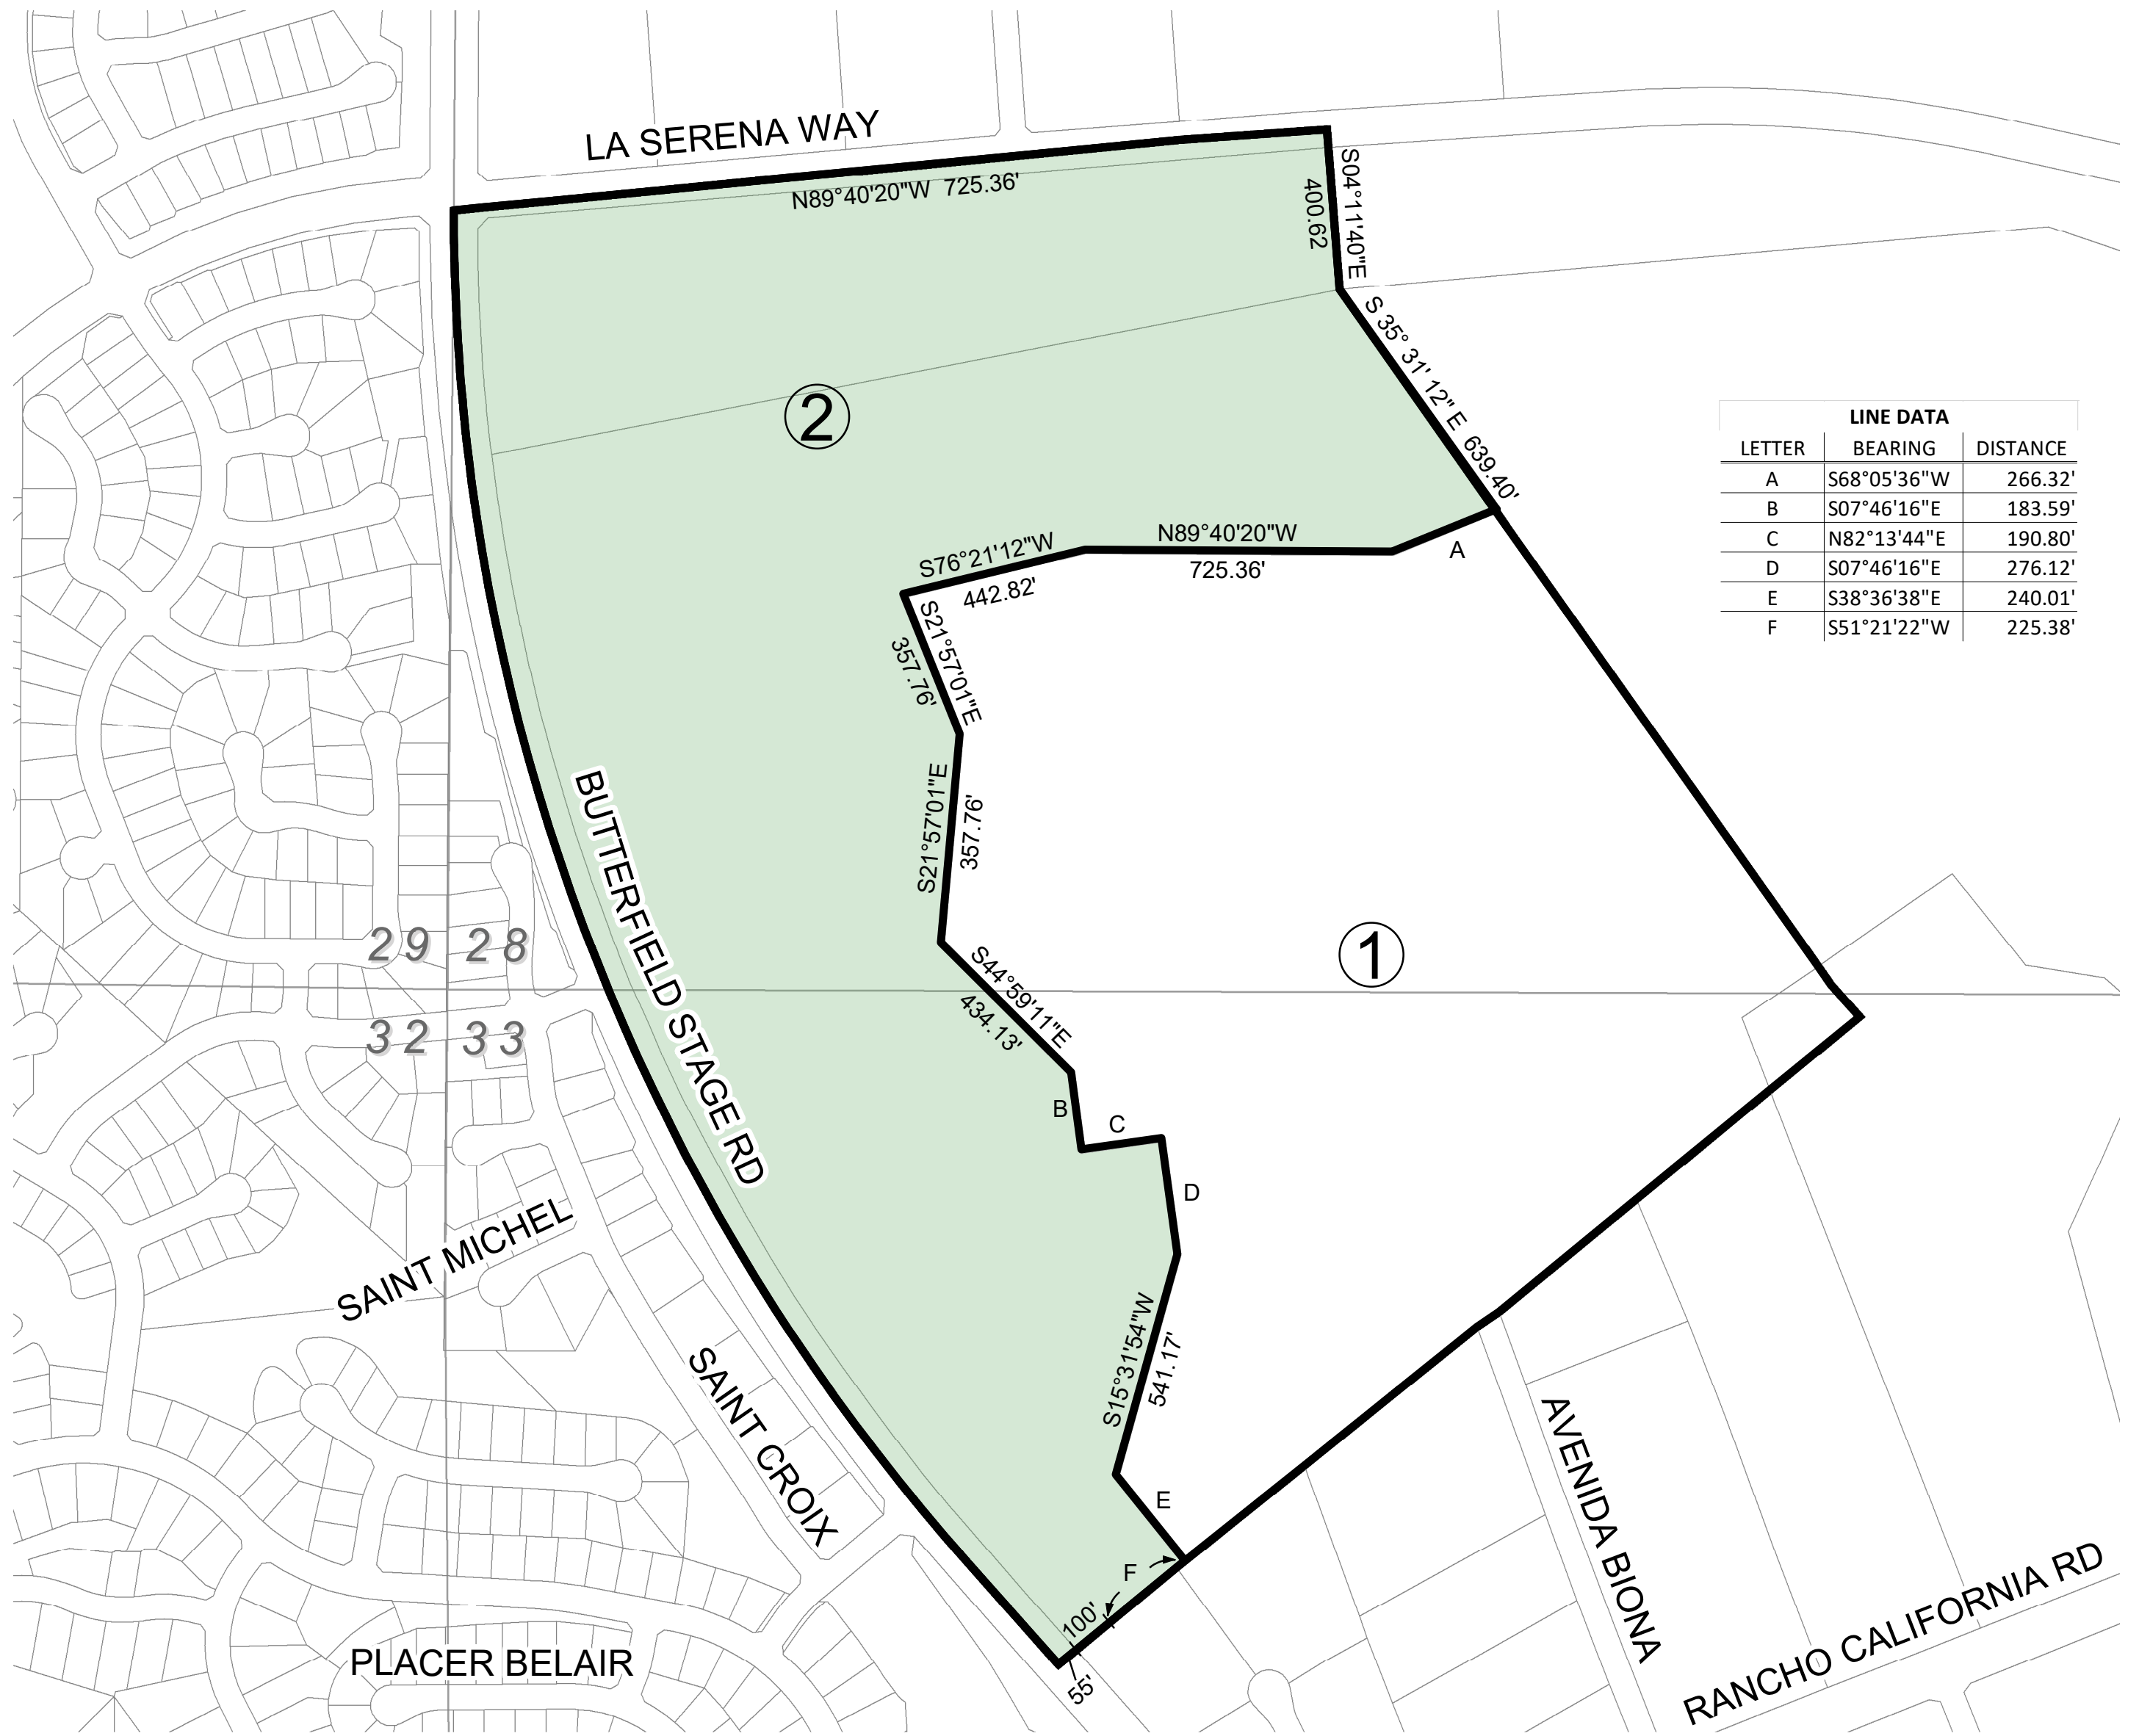 LA SERENA WAY
N89°40'20"W 725.36'
S04°11'40"E
400.62
S 35° 31' 12" E 639.40'
2
LINE DATA
LETTER BEARING DISTANCE
A S68°05'36"W 266.32'
B S07°46'16"E 183.59'
C N82°13'44"E 190.80'
D S07°46'16"E 276.12'
E S38°36'38"E 240.01'
F S51°21'22"W 225.38'
N89°40'20"W
725.36'
A
S76°21'12"W
442.82'
S21°57'01"E
357.76'
S21°57'01"E
357.76'
BUTTERFIELD STAGE RD
29 28
32 33
1
S44°59'11"E
434.13'
B
C
D
SAINT MICHEL
S15°31'54"W
541.17'
SAINT CROIX
E
F
100'
55'
AVENIDA BIONA
RANCHO CALIFORNIA RD
PLACER BELAIR